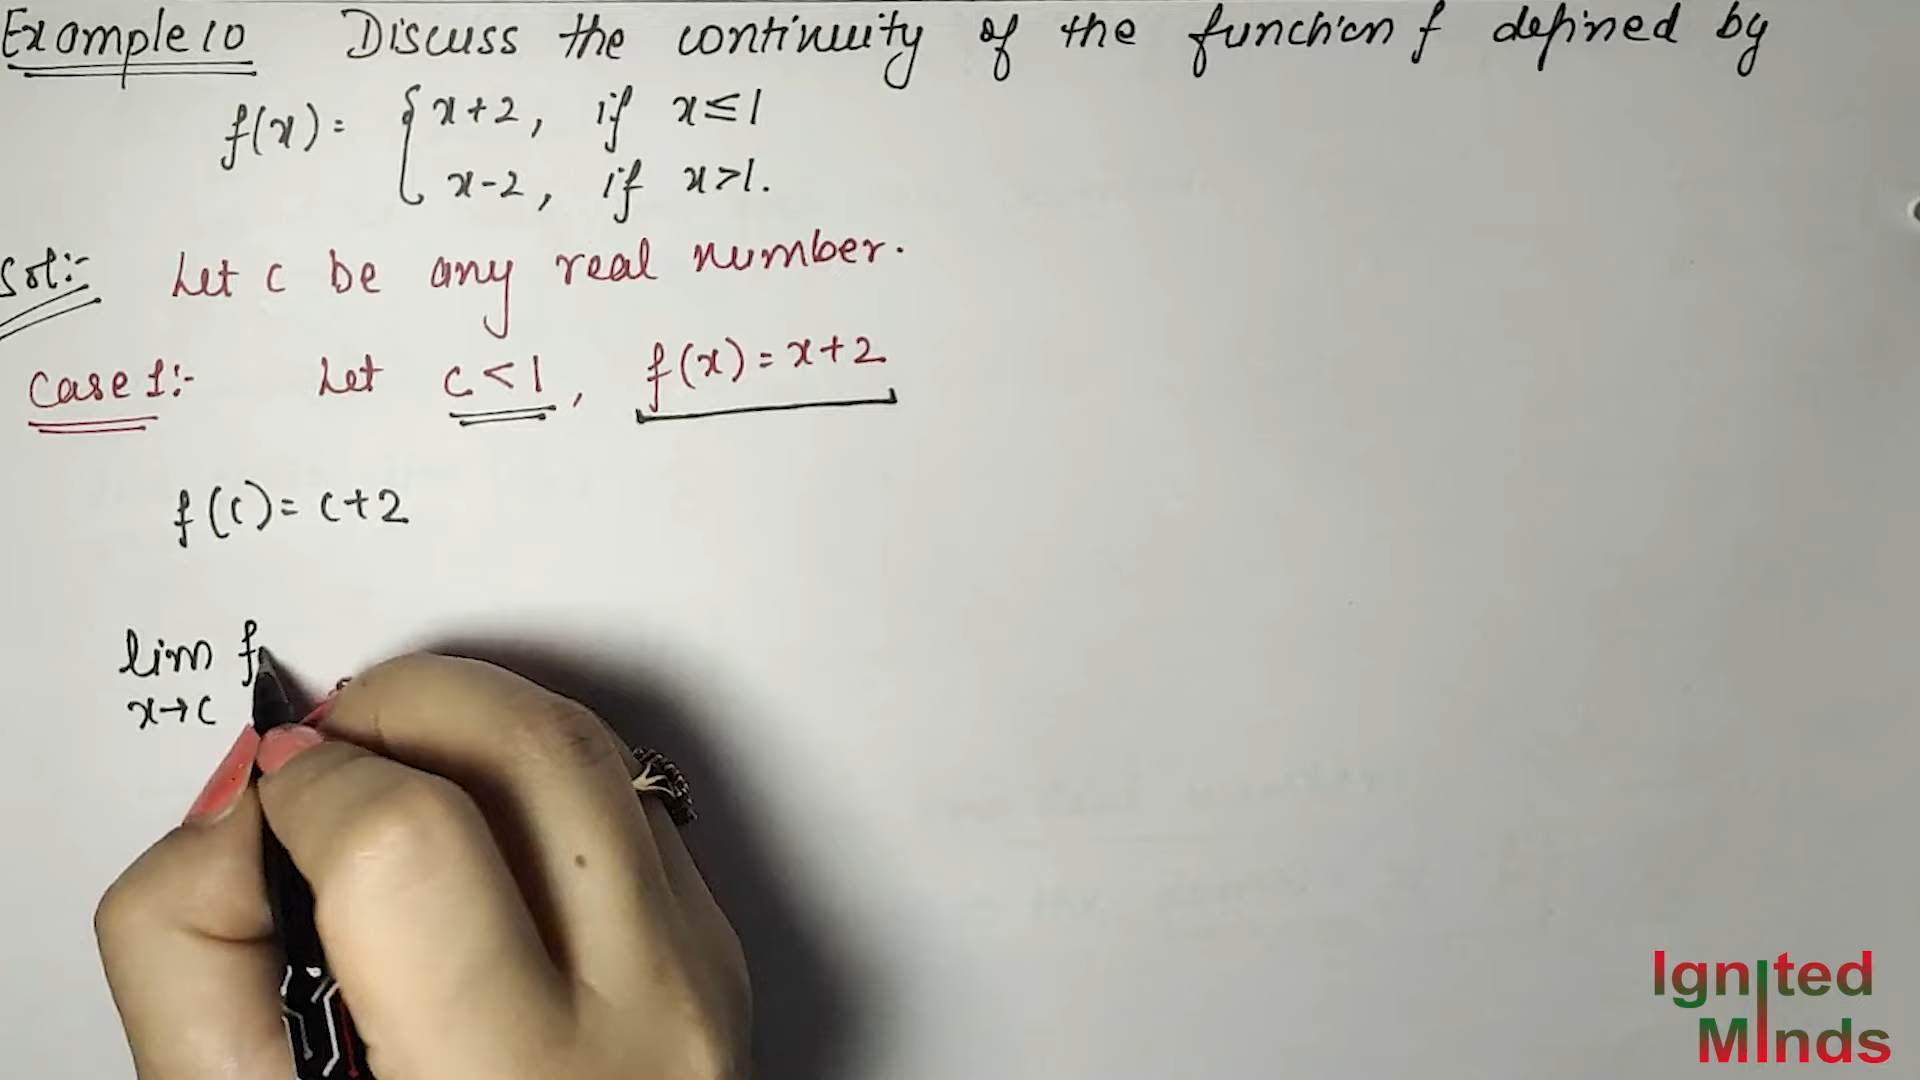 Example 10 Discuss the continuity of the function f defined by
f(x) = { x+2, if x≤1
x-2, if x>1.
Sol:- Let c be any real number.
Case 1:- Let c<1, f(x) = x+2
f(c) = c+2
lim f
x→c
Ignited
Minds